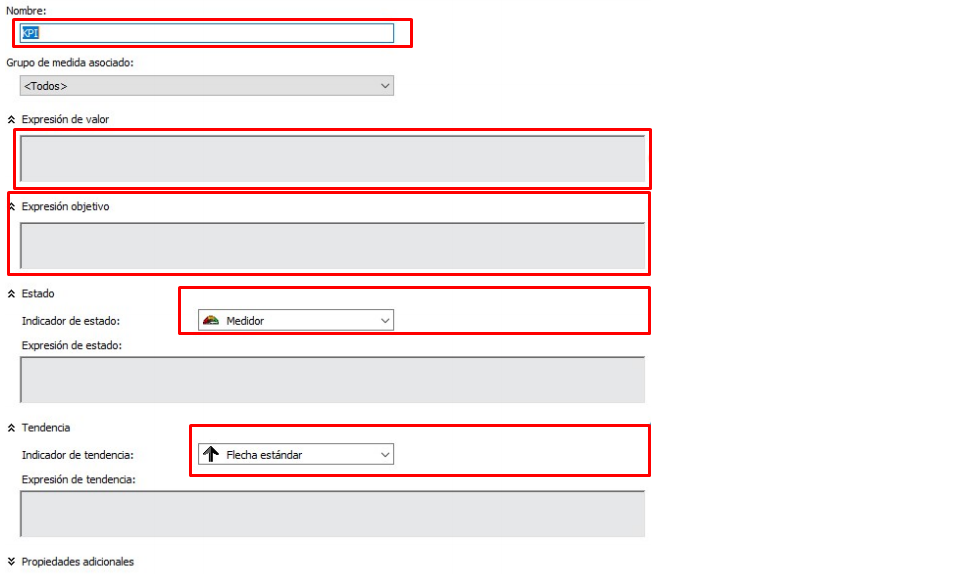 Nombre:
KPI
Grupo de medida asociado:
<Todos>
Expresión de valor
Expresión objetivo
Estado
Indicador de estado: Medidor
Expresión de estado:
Tendencia
Indicador de tendencia: Flecha estándar
Expresión de tendencia:
Propiedades adicionales